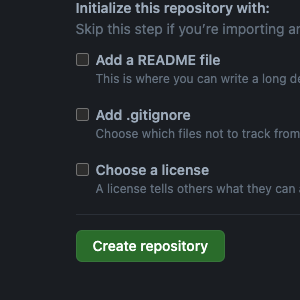 Initialize this repository with:
Skip this step if you're importing
Add a README file
This is where you can write a long
Add .gitignore
Choose which files not to track from
Choose a license
A license tells others what they can
Create repository